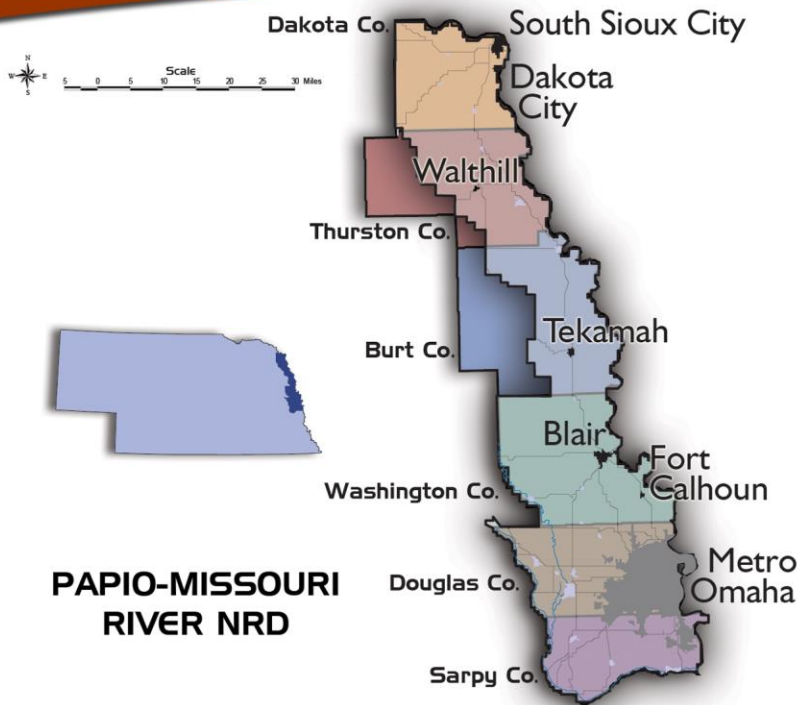 Dakota Co.
South Sioux City
N
W
E
S
Scale
5 0 5 10 15 20 25 30 Miles
Dakota
City
Walthill
Thurston Co.
Tekamah
Burt Co.
Blair
Fort
Calhoun
Washington Co.
Metro
Omaha
Douglas Co.
PAPIO-MISSOURI
RIVER NRD
Sarpy Co.